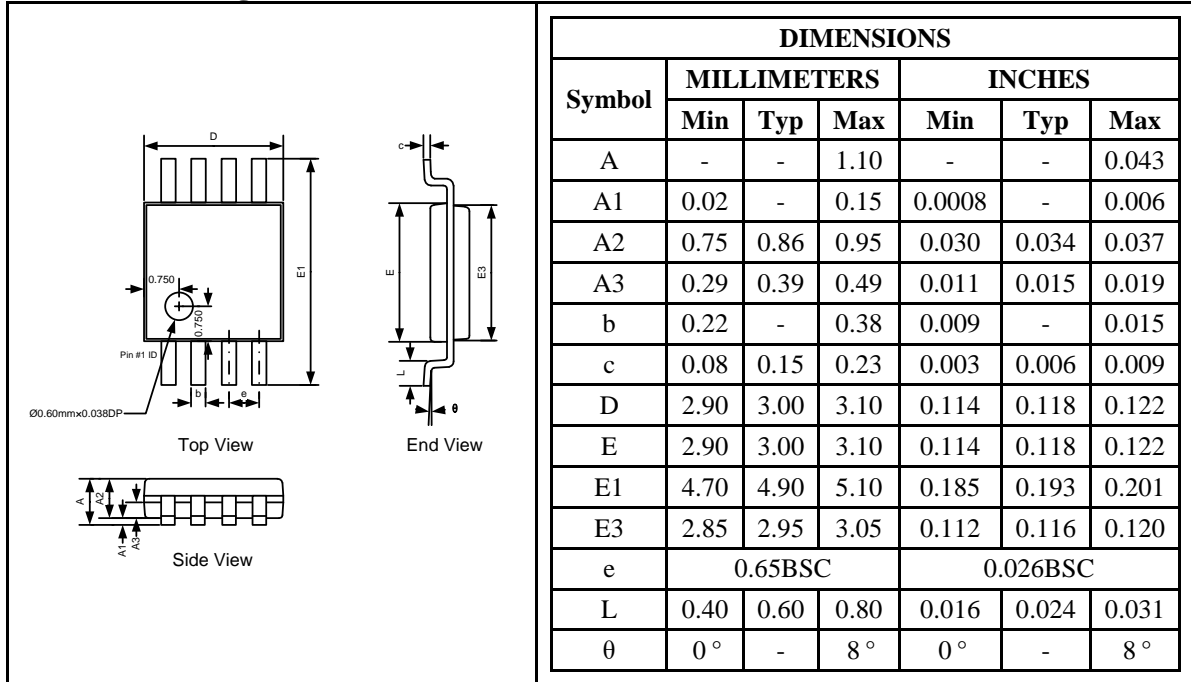 D
c
E1
E
E3
0.750
0.750
Pin #1 ID
L
b
e
θ
Ø0.60mm×0.038DP
Top View
End View
A
A2
A1
A3
Side View
DIMENSIONS
Symbol MILLIMETERS INCHES
Min Typ Max Min Typ Max
A - - 1.10 - - 0.043
A1 0.02 - 0.15 0.0008 - 0.006
A2 0.75 0.86 0.95 0.030 0.034 0.037
A3 0.29 0.39 0.49 0.011 0.015 0.019
b 0.22 - 0.38 0.009 - 0.015
c 0.08 0.15 0.23 0.003 0.006 0.009
D 2.90 3.00 3.10 0.114 0.118 0.122
E 2.90 3.00 3.10 0.114 0.118 0.122
E1 4.70 4.90 5.10 0.185 0.193 0.201
E3 2.85 2.95 3.05 0.112 0.116 0.120
e 0.65BSC 0.026BSC
L 0.40 0.60 0.80 0.016 0.024 0.031
θ 0 ° - 8 ° 0 ° - 8 °